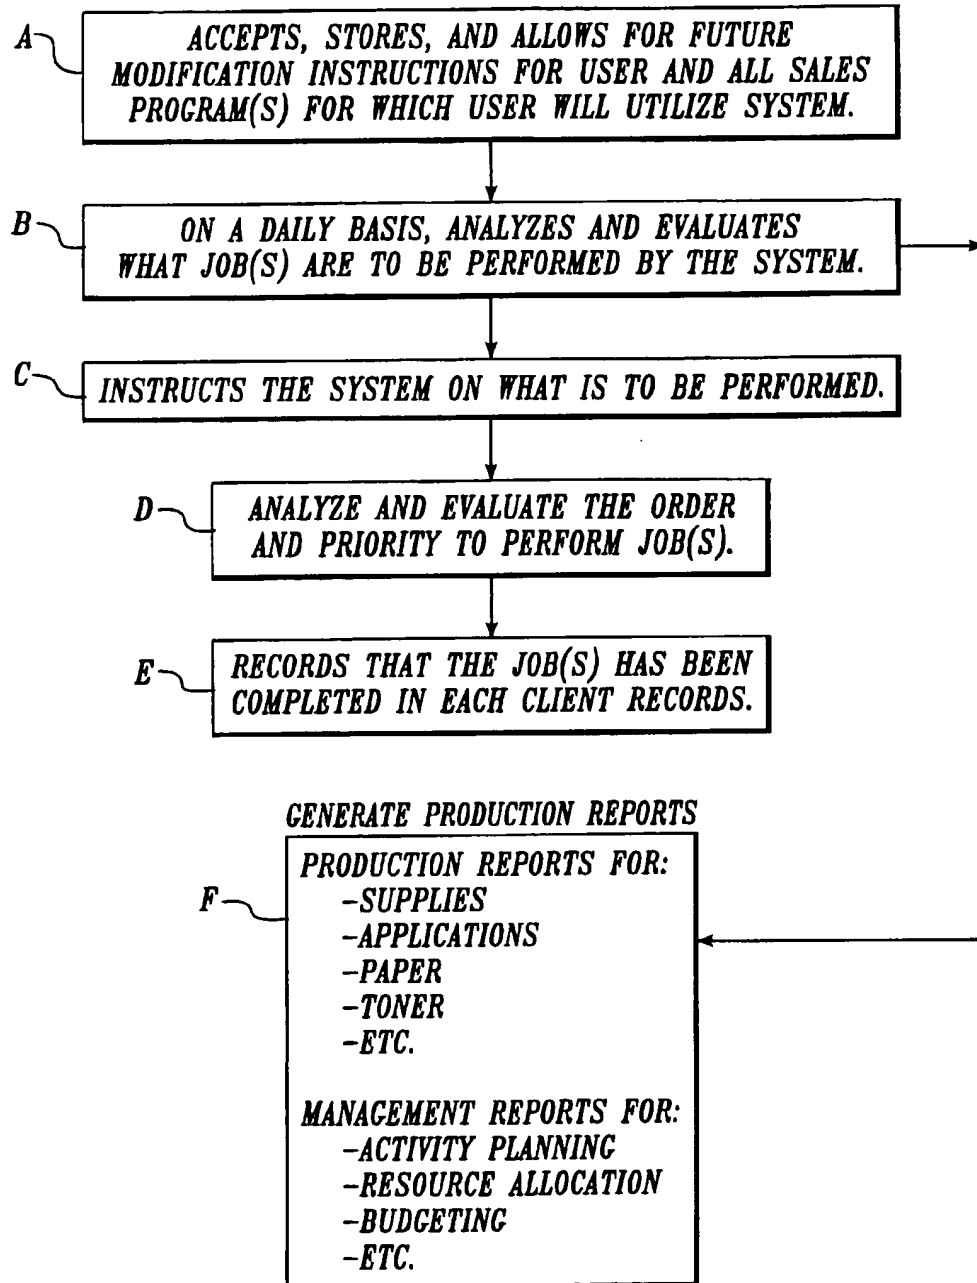 A
ACCEPTS, STORES, AND ALLOWS FOR FUTURE
MODIFICATION INSTRUCTIONS FOR USER AND ALL SALES
PROGRAM(S) FOR WHICH USER WILL UTILIZE SYSTEM.
B
ON A DAILY BASIS, ANALYZES AND EVALUATES
WHAT JOB(S) ARE TO BE PERFORMED BY THE SYSTEM.
C
INSTRUCTS THE SYSTEM ON WHAT IS TO BE PERFORMED.
D
ANALYZE AND EVALUATE THE ORDER
AND PRIORITY TO PERFORM JOB(S).
E
RECORDS THAT THE JOB(S) HAS BEEN
COMPLETED IN EACH CLIENT RECORDS.
GENERATE PRODUCTION REPORTS
F
PRODUCTION REPORTS FOR:
-SUPPLIES
-APPLICATIONS
-PAPER
-TONER
-ETC.
MANAGEMENT REPORTS FOR:
-ACTIVITY PLANNING
-RESOURCE ALLOCATION
-BUDGETING
-ETC.